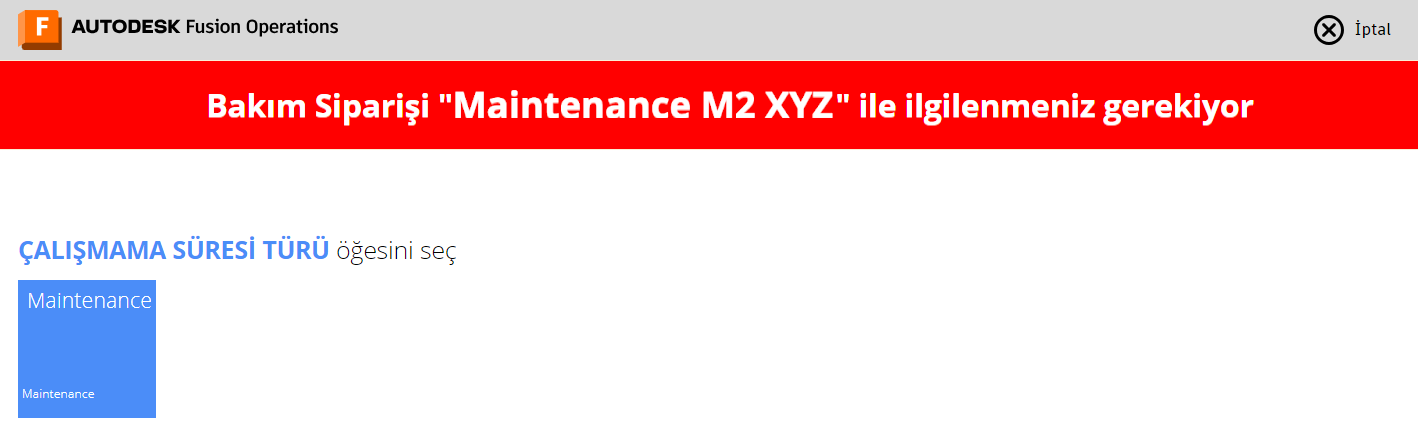 F AUTODESK Fusion Operations
İptal
Bakım Siparişi "Maintenance M2 XYZ" ile ilgilenmeniz gerekiyor
ÇALIŞMAMA SÜRESİ TÜRÜ öğesini seç
Maintenance
Maintenance